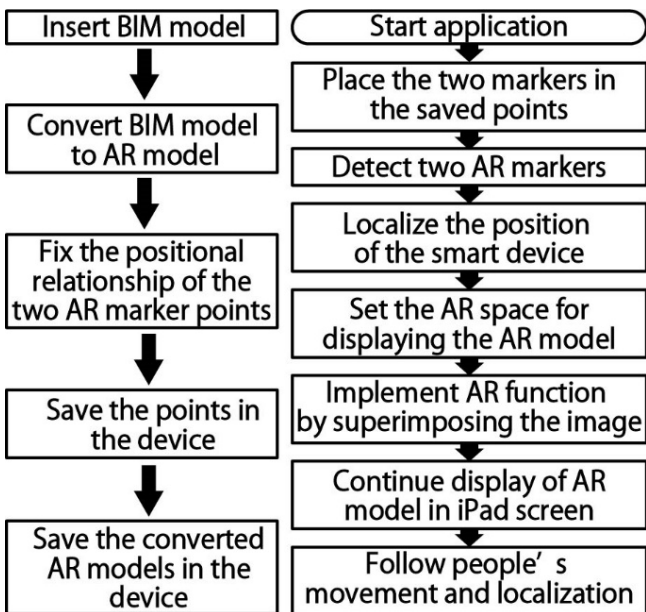 Insert BIM model
Convert BIM model
to AR model
Fix the positional
relationship of the
two AR marker points
Save the points in
the device
Save the converted
AR models in the
device
Start application
Place the two markers in
the saved points
Detect two AR markers
Localize the position
of the smart device
Set the AR space for
displaying the AR model
Implement AR function
by superimposing the image
Continue display of AR
model in iPad screen
Follow people’s
movement and localization